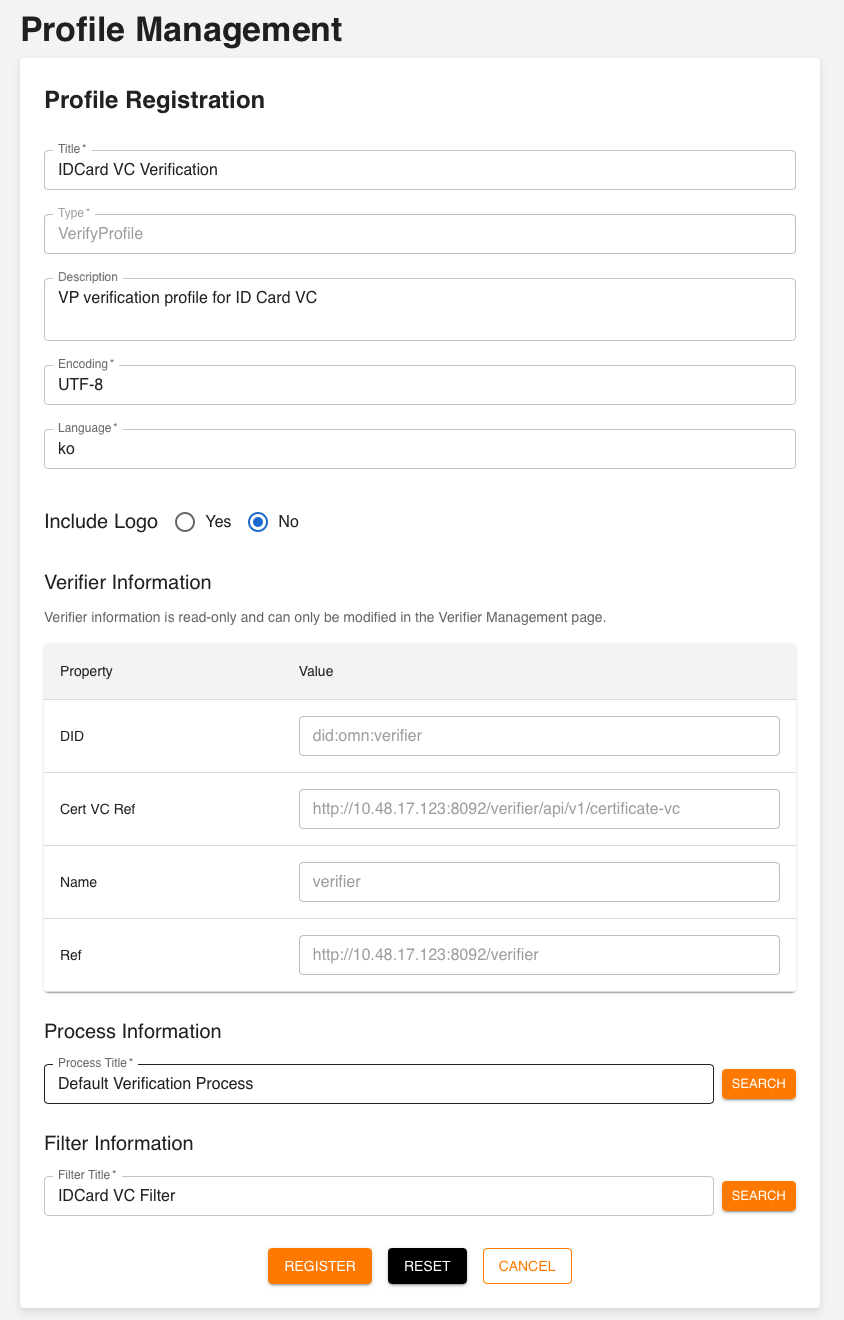 Profile Management
Profile Registration
Title *
IDCard VC Verification
Type *
VerifyProfile
Description
VP verification profile for ID Card VC
Encoding *
UTF-8
Language *
ko
Include Logo Yes No
Verifier Information
Verifier information is read-only and can only be modified in the Verifier Management page.
Property Value
DID did:omn:verifier
Cert VC Ref http://10.48.17.123:8092/verifier/api/v1/certificate-vc
Name verifier
Ref http://10.48.17.123:8092/verifier
Process Information
Process Title *
Default Verification Process SEARCH
Filter Information
Filter Title *
IDCard VC Filter SEARCH
REGISTER RESET CANCEL